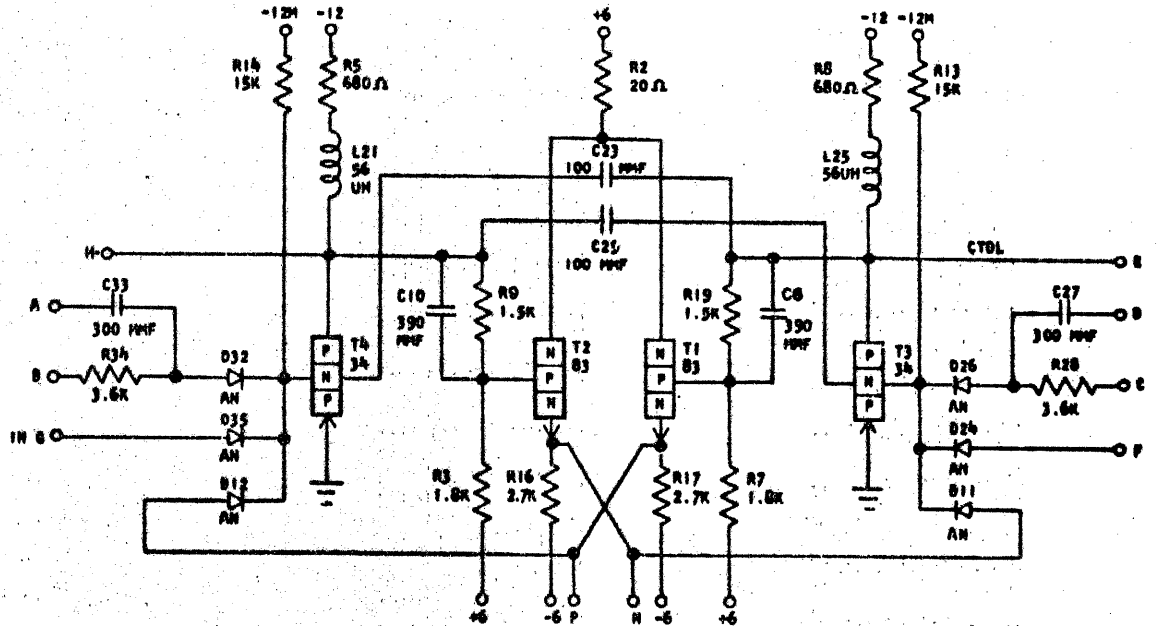 -12M -12 +6 -12 -12M
R14 15K
R5 680Ω
R2 20Ω
R8 680Ω
R13 15K
L21 56 UH
C23 100 MMF
L25 56UH
C25 100 MMF
H
CTDL
E
A
C33 300 MMF
C10 390 MMF
R9 1.5K
R19 1.5K
C6 390 MMF
C27 300 MMF
D
B
R34 3.6K
D32 AN
P N P
T4 34
N P N
T2 83
N P N
T1 83
P N P
T3 34
D26 AN
R28 3.6K
C
IN G
D35 AN
D24 AN
F
D12 AN
R3 1.8K
R16 2.7K
R17 2.7K
R7 1.8K
D11 AN
+6 -6 P -6 +6